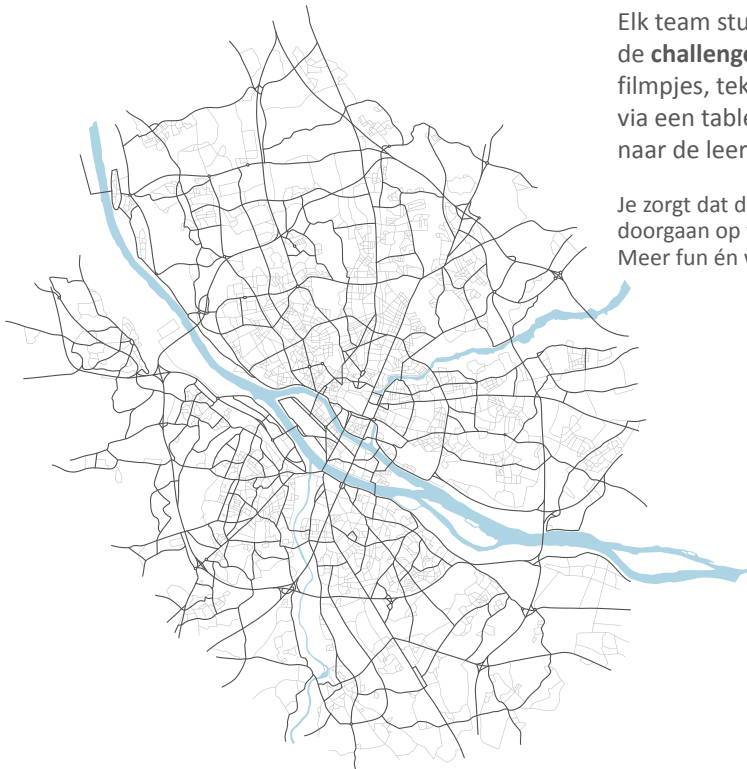 Elk team stu
de challenge
filmpjes, tek
via een table
naar de leer
Je zorgt dat d
doorgaan op
Meer fun én v